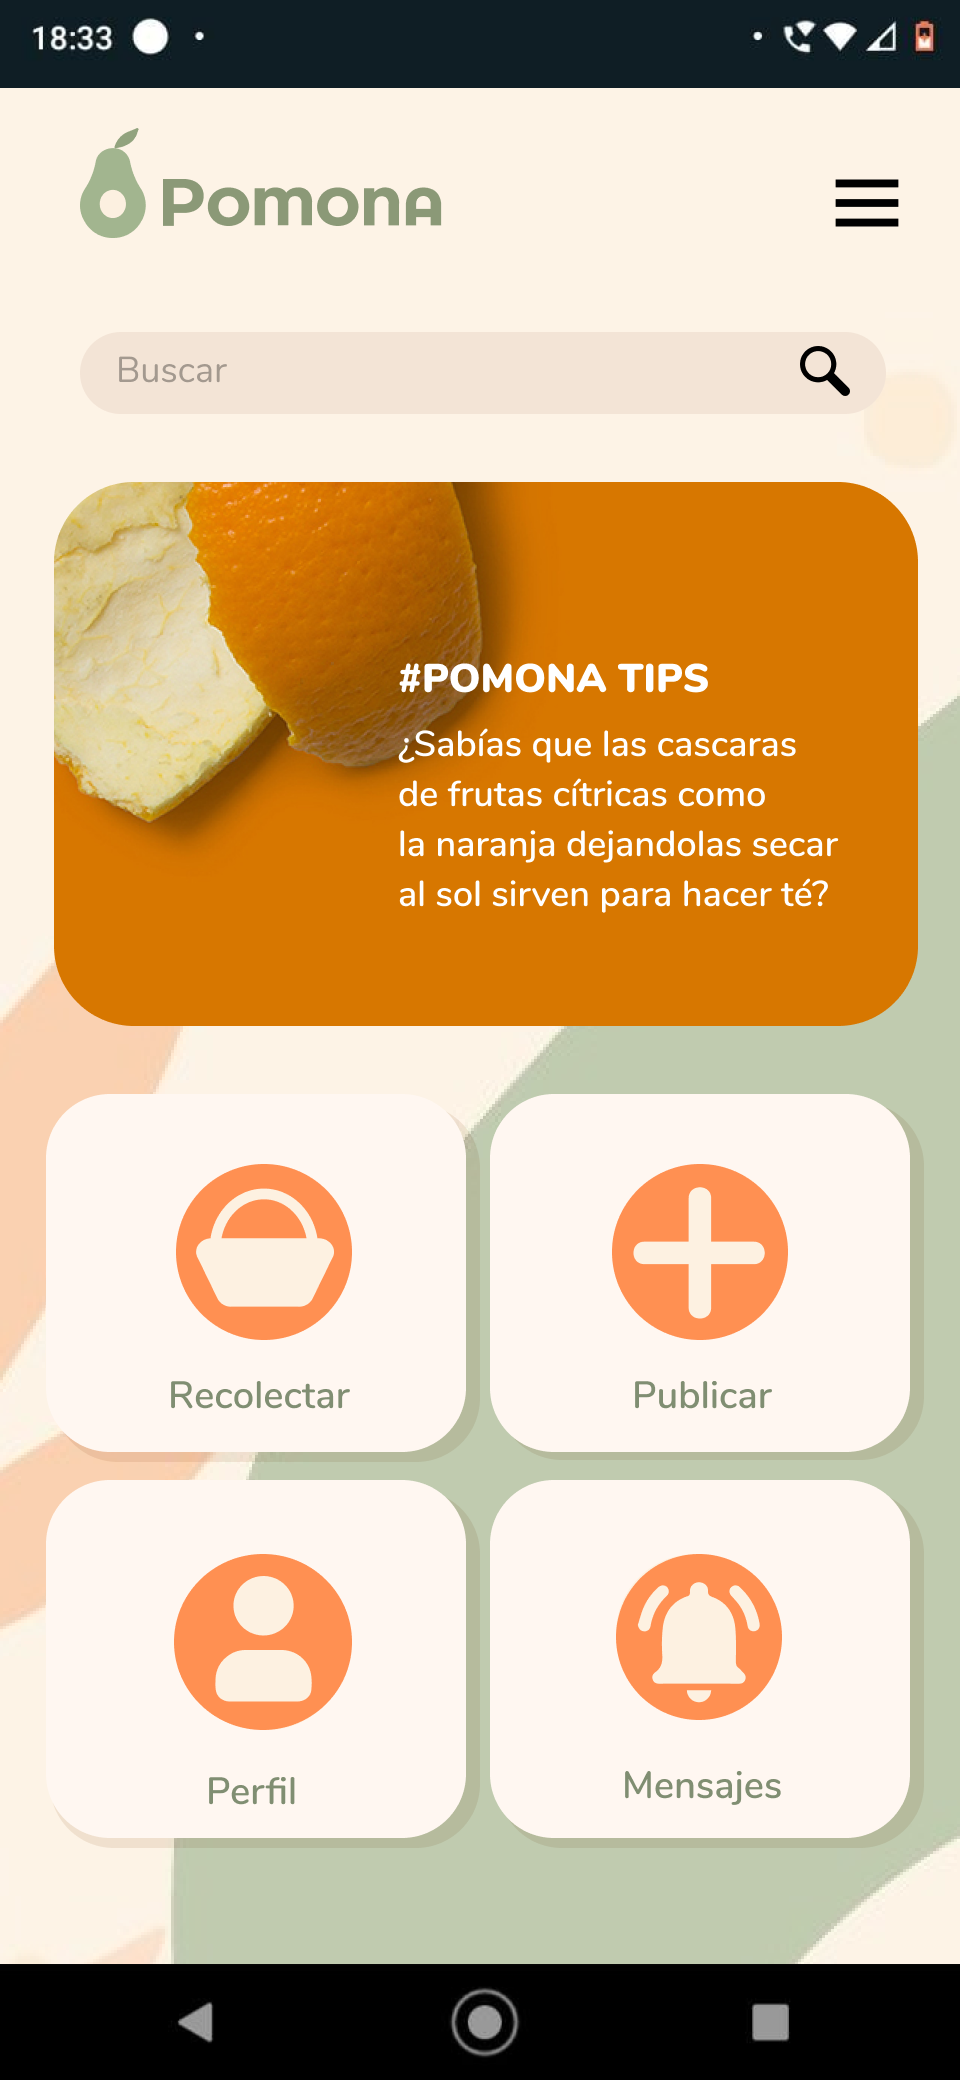 18:33
Pomona
Buscar
#POMONA TIPS
¿Sabías que las cascaras
de frutas cítricas como
la naranja dejandolas secar
al sol sirven para hacer té?
Recolectar
Publicar
Perfil
Mensajes